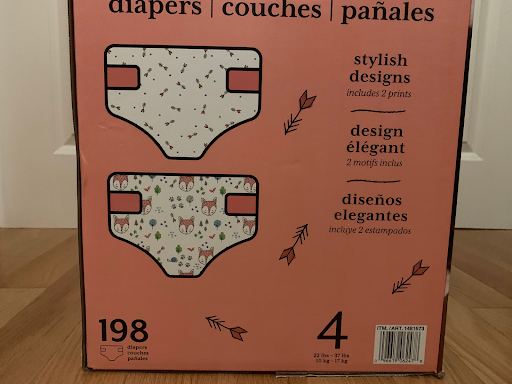 diapers | couches | pañales
stylish
designs
includes 2 prints
design
élégant
2 motifs inclus
diseños
elegantes
incluye 2 estampados
198
diapers
couches
pañales
4
22 lbs - 37 lbs
10 kg - 17 kg
ITM. /ART. 1491673